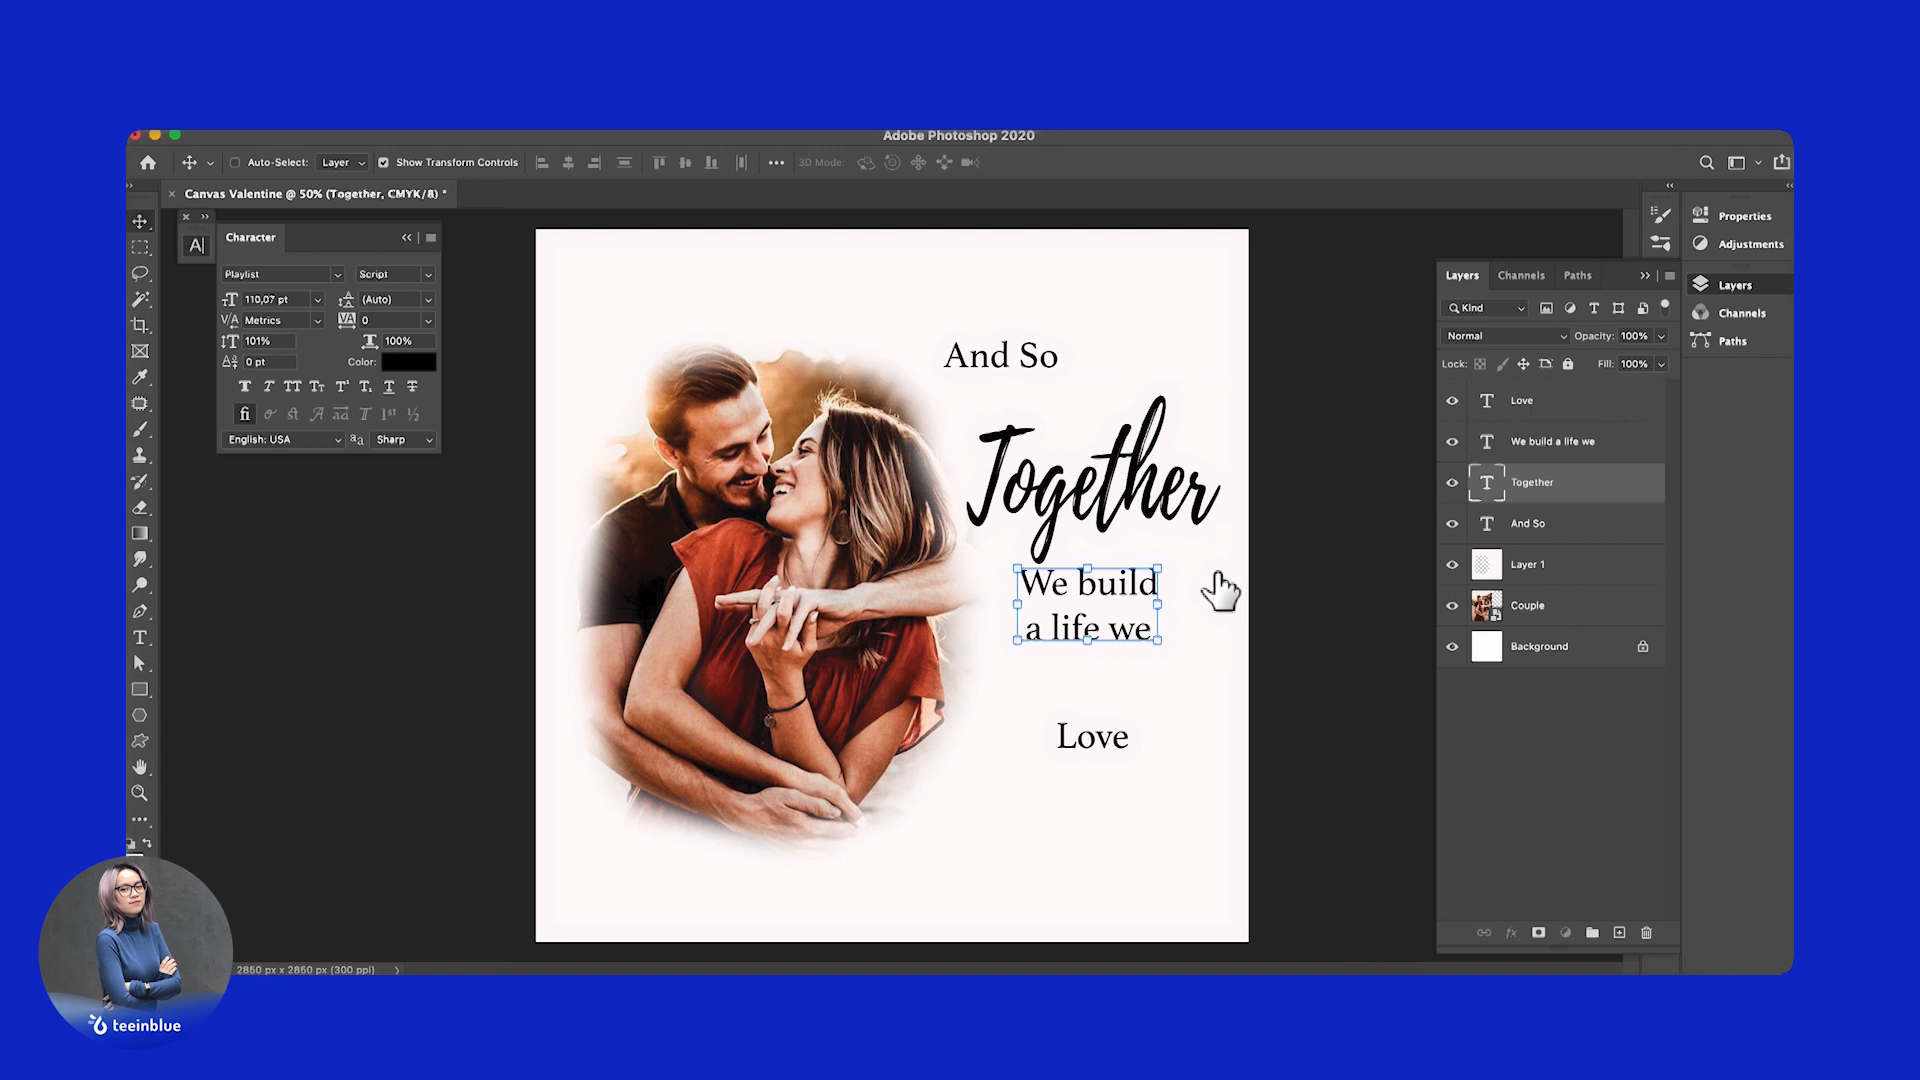 Adobe Photoshop 2020
Auto-Select:
Layer
Show Transform Controls
3D Mode:
Canvas Valentine @ 50% (Together, CMYK/8) *
Character
Playlist
Script
110,07 pt
(Auto)
Metrics
0
101%
100%
0 pt
Color:
English: USA
Sharp
And So
Together
We build
a life we
Love
Properties
Adjustments
Layers
Channels
Paths
Layers
Channels
Paths
Kind
Normal
Opacity: 100%
Lock:
Fill: 100%
Love
We build a life we
Together
And So
Layer 1
Couple
Background
2850 px x 2850 px (300 ppi)
teeinblue